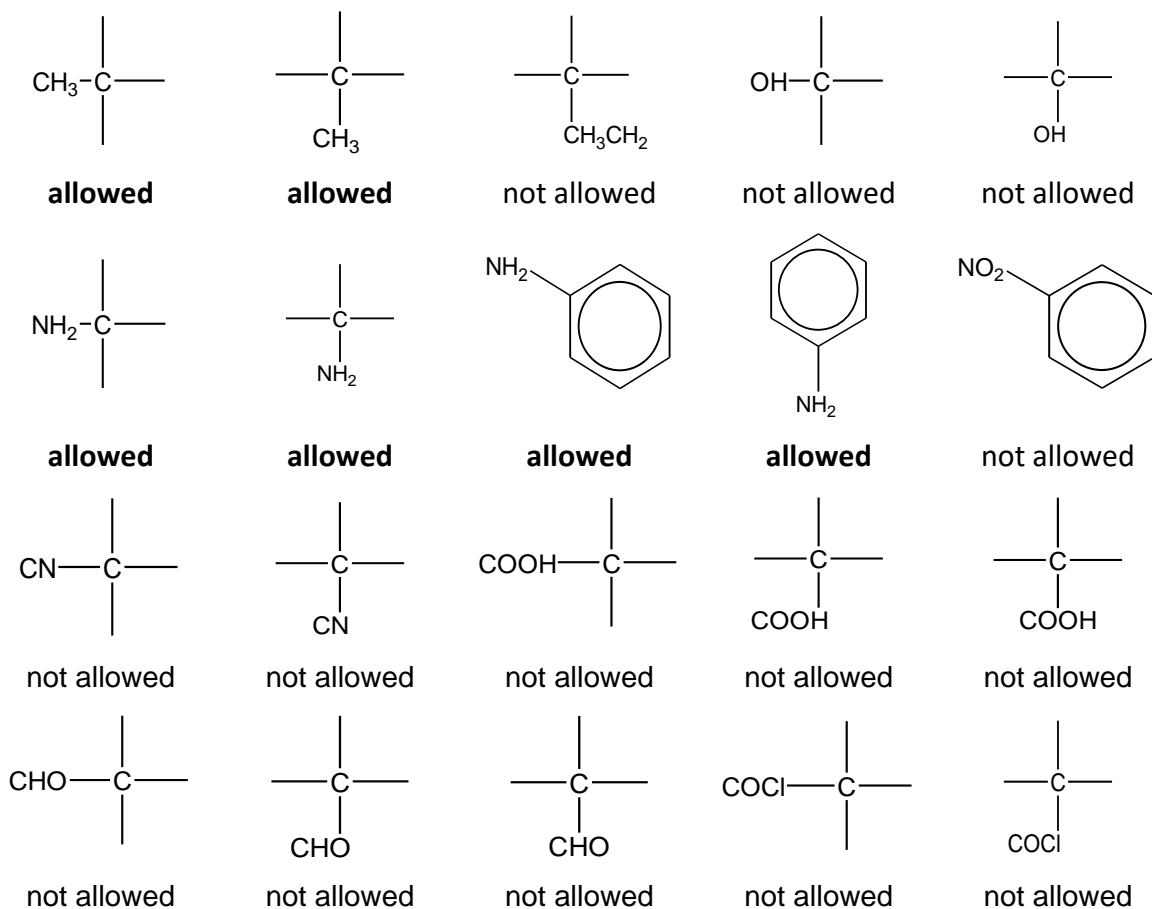 CH₃ C C C OH C C
CH₃ CH₃CH₂ OH
allowed allowed not allowed not allowed not allowed
NH₂ C C NH₂ NO₂
NH₂ NH₂
allowed allowed allowed allowed not allowed
CN C C COOH C C C
CN COOH COOH
not allowed not allowed not allowed not allowed not allowed
CHO C C C COCl C C
CHO CHO COCl
not allowed not allowed not allowed not allowed not allowed